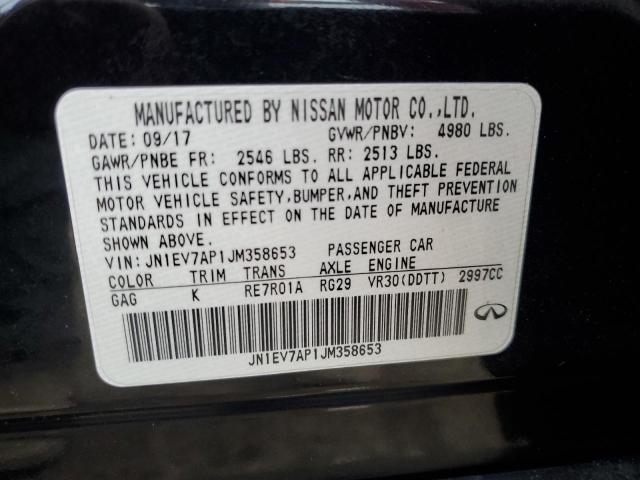 MANUFACTURED BY NISSAN MOTOR CO.,LTD.
DATE: 09/17 GVWR/PNBV: 4980 LBS.
GAWR/PNBE FR: 2546 LBS. RR: 2513 LBS.
THIS VEHICLE CONFORMS TO ALL APPLICABLE FEDERAL
MOTOR VEHICLE SAFETY,BUMPER,AND THEFT PREVENTION
STANDARDS IN EFFECT ON THE DATE OF MANUFACTURE
SHOWN ABOVE.
VIN: JN1EV7AP1JM358653 PASSENGER CAR
COLOR TRIM TRANS AXLE ENGINE
GAG K RE7R01A RG29 VR30(DDTT) 2997CC
JN1EV7AP1JM358653